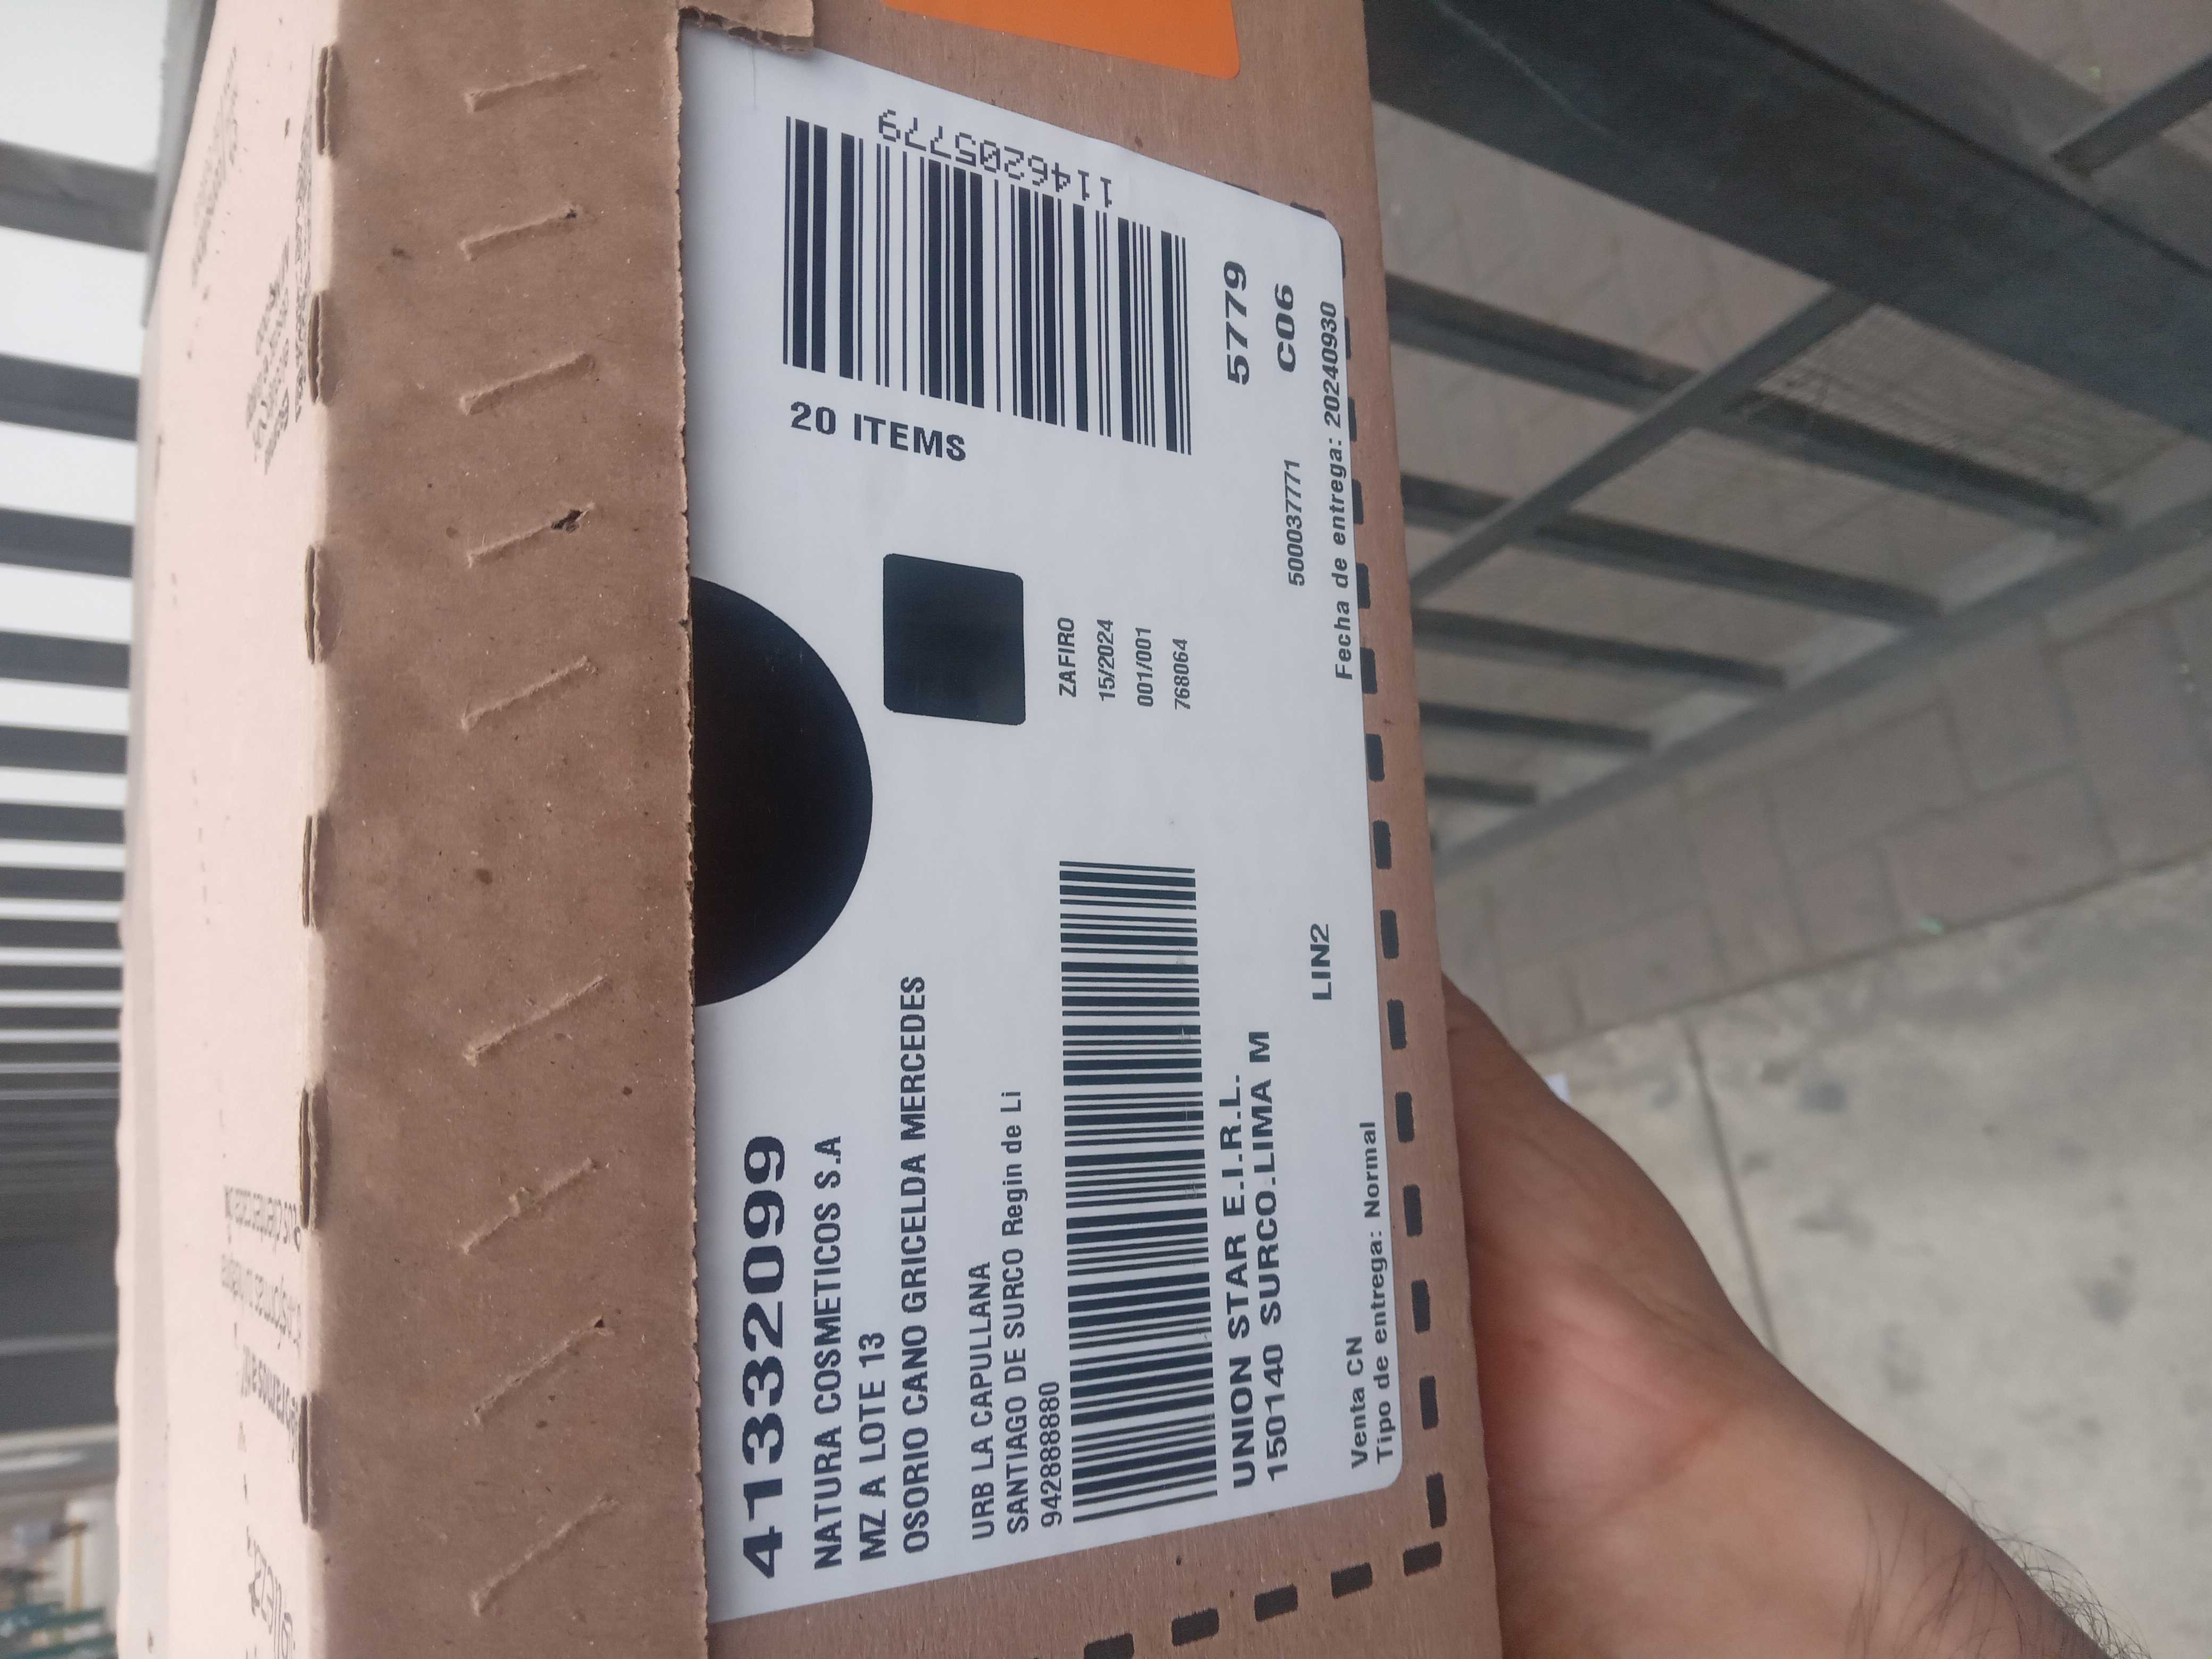 41332099
NATURA COSMETICOS S.A
MZ A LOTE 13
OSORIO CANO GRICELDA MERCEDES
URB LA CAPULLANA
SANTIAGO DE SURCO Regin de Li
942888880
UNION STAR E.I.R.L.
150140 SURCO.LIMA M
LIN2
Venta CN
Tipo de entrega: Normal
ZAFIRO
15/2024
001/001
768064
20 ITEMS
1146205779
5779
C06
500037771
Fecha de entrega: 20240930